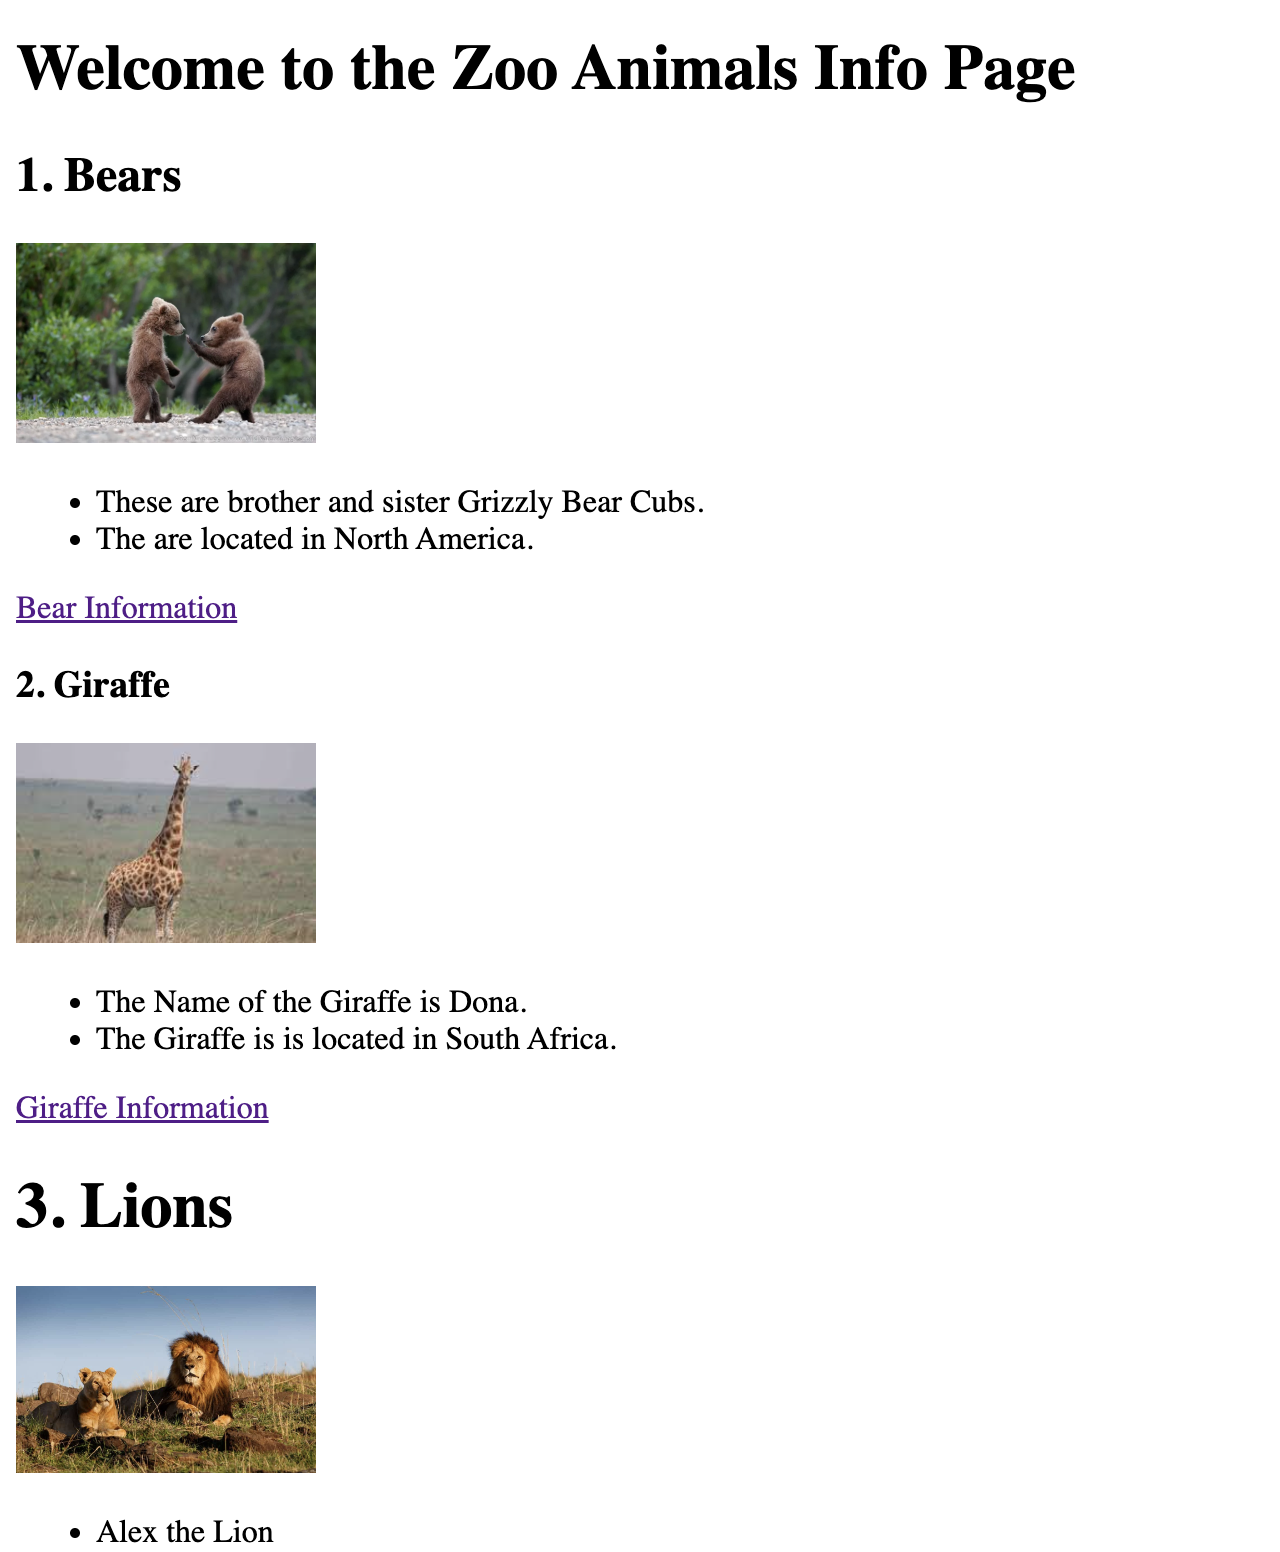 Welcome to the Zoo Animals Info Page
1. Bears
These are brother and sister Grizzly Bear Cubs.
The are located in North America.
Bear Information
2. Giraffe
The Name of the Giraffe is Dona.
The Giraffe is is located in South Africa.
Giraffe Information
3. Lions
Alex the Lion